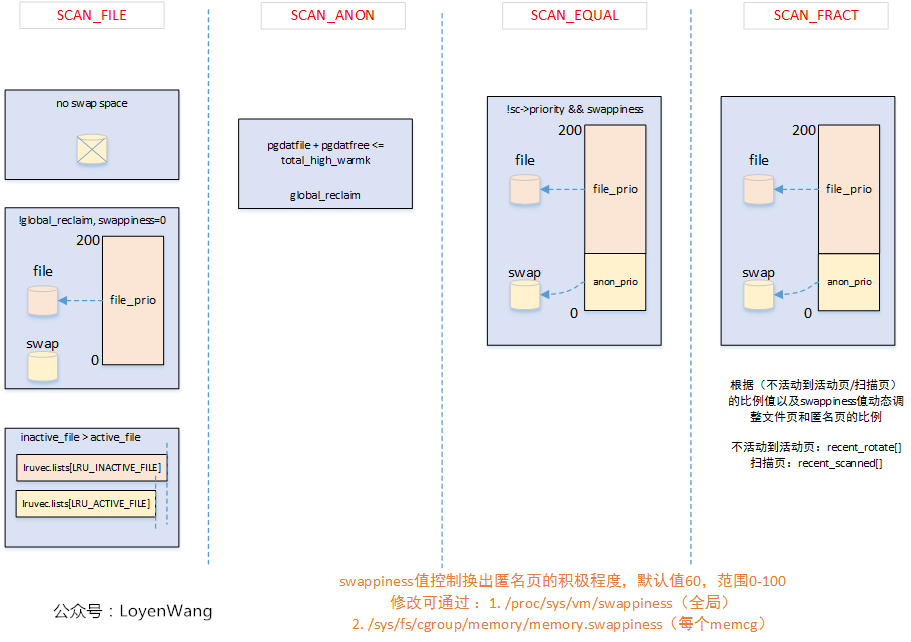 SCAN_FILE
SCAN_ANON
SCAN_EQUAL
SCAN_FRACT
no swap space
!global_reclaim, swappiness=0
200
file
file_prio
swap
0
inactive_file > active_file
lruvec.lists[LRU_INACTIVE_FILE]
lruvec.lists[LRU_ACTIVE_FILE]
pgdatfile + pgdatfree <=
total_high_warmk
global_reclaim
!sc->priority && swappiness
200
file
file_prio
swap
anon_prio
0
200
file
file_prio
swap
anon_prio
0
根据（不活动到活动页/扫描页）
的比例值以及swappiness值动态调
整文件页和匿名页的比例
不活动到活动页：recent_rotate[]
扫描页：recent_scanned[]
swappiness值控制换出匿名页的积极程度，默认值60，范围0-100
修改可通过：1. /proc/sys/vm/swappiness（全局）
2. /sys/fs/cgroup/memory/memory.swappiness（每个memcg）
公众号：LoyenWang